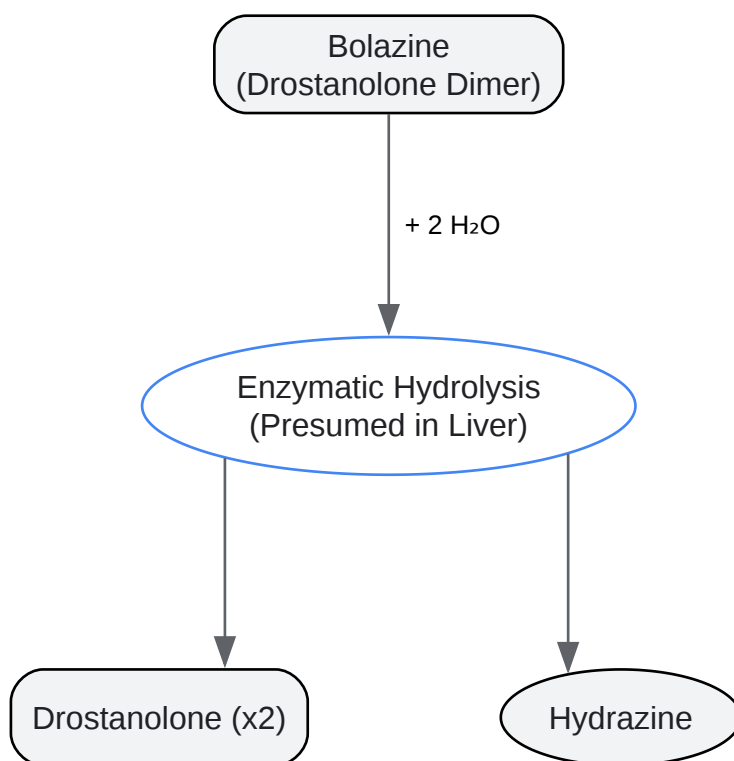 Bolazine
(Drostanolone Dimer)
+ 2 H₂O
Enzymatic Hydrolysis
(Presumed in Liver)
Drostanolone (x2)
Hydrazine